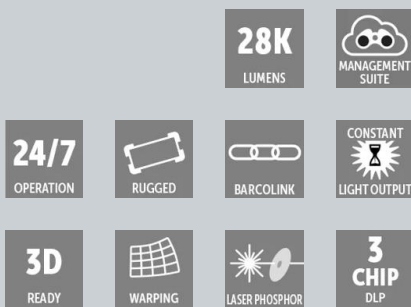 28K
LUMENS
MANAGEMENT
SUITE
24/7
OPERATION
RUGGED
BARCOLINK
CONSTANT
LIGHT OUTPUT
3D
READY
WARPING
LASER PHOSPHOR
3
CHIP
DLP